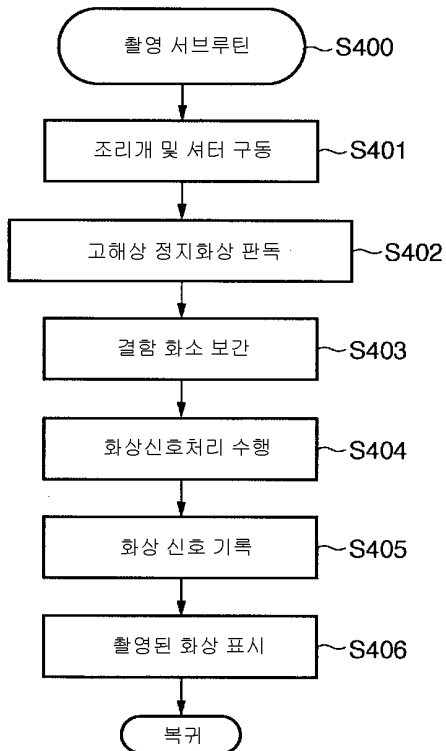 촬영 서브루틴 S400
조리개 및 셔터 구동 S401
고해상 정지화상 판독 S402
결함 화소 보간 S403
화상신호처리 수행 S404
화상 신호 기록 S405
촬영된 화상 표시 S406
복귀